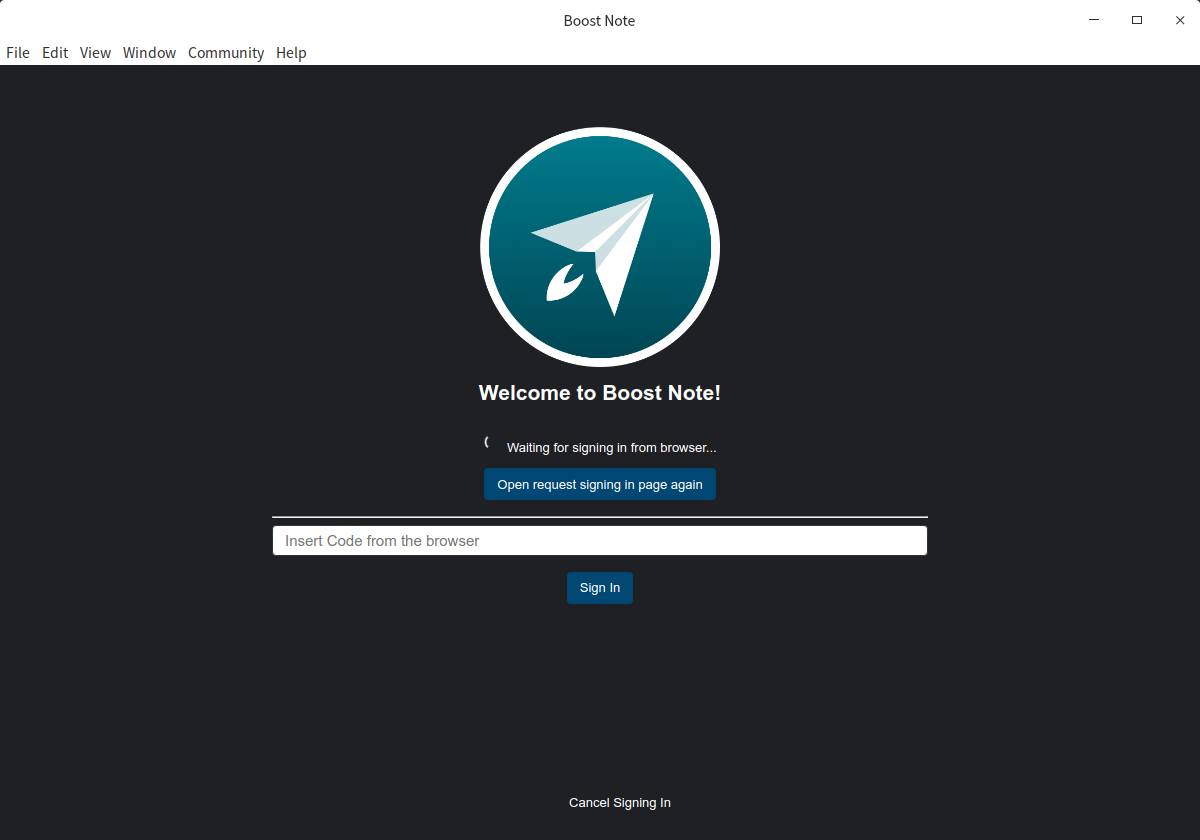 Boost Note
File Edit View Window Community Help
Welcome to Boost Note!
Waiting for signing in from browser...
Open request signing in page again
Insert Code from the browser
Sign In
Cancel Signing In